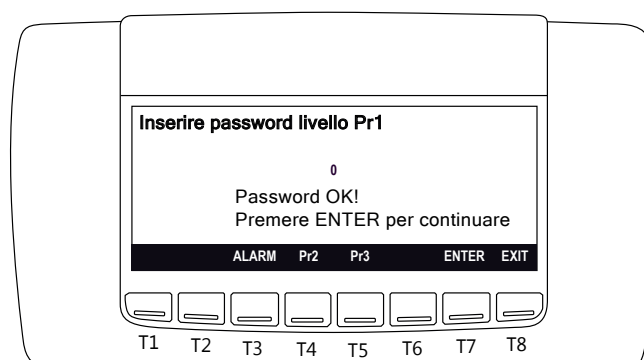 Inserire password livello Pr1
0
Password OK!
Premere ENTER per continuare
ALARM Pr2 Pr3 ENTER EXIT
T1 T2 T3 T4 T5 T6 T7 T8